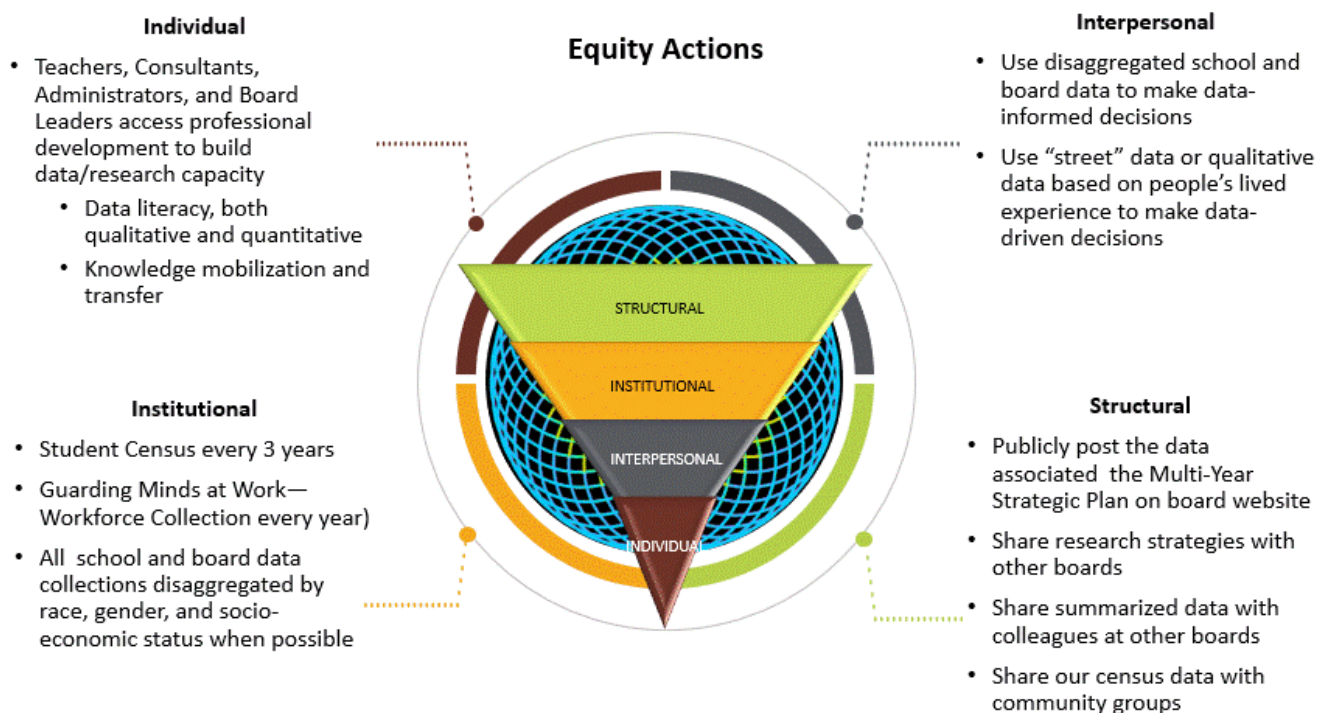 Equity Actions
Individual
• Teachers, Consultants,
Administrators, and Board
Leaders access professional
development to build
data/research capacity
• Data literacy, both
qualitative and quantitative
• Knowledge mobilization and
transfer
Interpersonal
• Use disaggregated school and
board data to make data-
informed decisions
• Use “street” data or qualitative
data based on people’s lived
experience to make data-
driven decisions
STRUCTURAL
INSTITUTIONAL
INTERPERSONAL
INDIVIDUAL
Institutional
• Student Census every 3 years
• Guarding Minds at Work—
Workforce Collection every year)
• All school and board data
collections disaggregated by
race, gender, and socio-
economic status when possible
Structural
• Publicly post the data
associated the Multi-Year
Strategic Plan on board website
• Share research strategies with
other boards
• Share summarized data with
colleagues at other boards
• Share our census data with
community groups